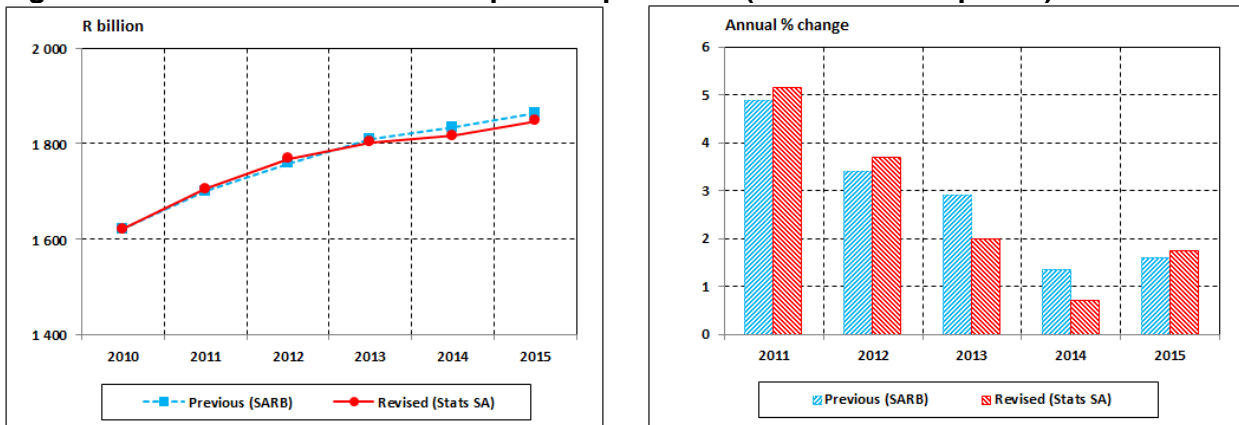 R billion
2 000
1 800
1 600
1 400
2010 2011 2012 2013 2014 2015
Previous (SARB) Revised (Stats SA)
Annual % change
6
5
4
3
2
1
0
2011 2012 2013 2014 2015
Previous (SARB) Revised (Stats SA)